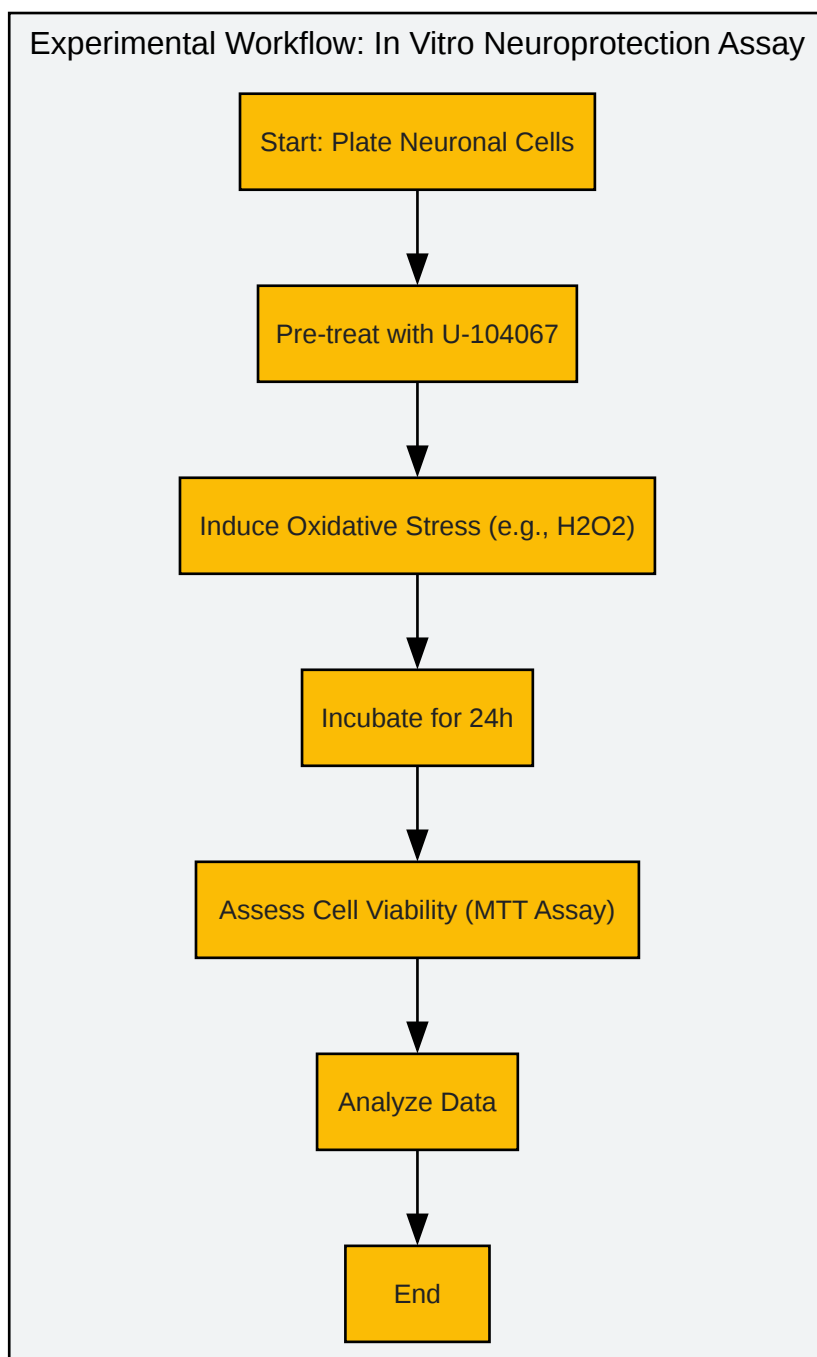 Experimental Workflow: In Vitro Neuroprotection Assay
Start: Plate Neuronal Cells
Pre-treat with U-104067
Induce Oxidative Stress (e.g., H2O2)
Incubate for 24h
Assess Cell Viability (MTT Assay)
Analyze Data
End